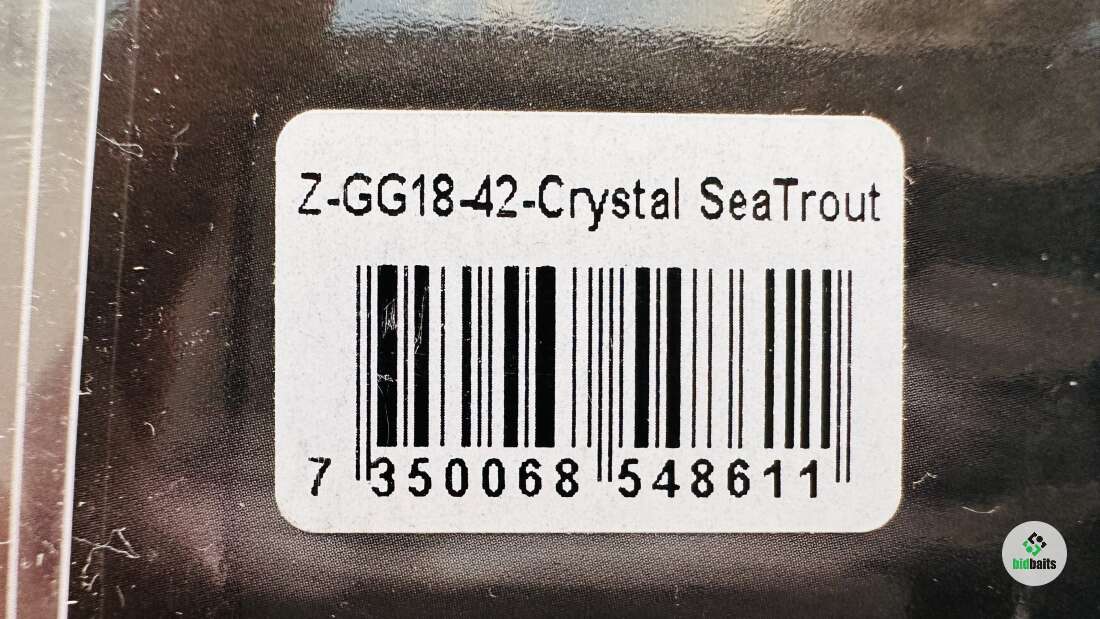 Z-GG18-42-Crystal SeaTrout
7 350068 548611
bidbaits